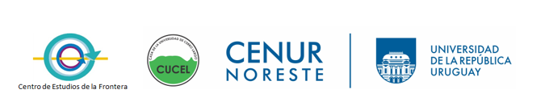 Centro de Estudios de la Frontera
CUCEL
CENUR
NORESTE
UNIVERSIDAD
DE LA REPÚBLICA
URUGUAY